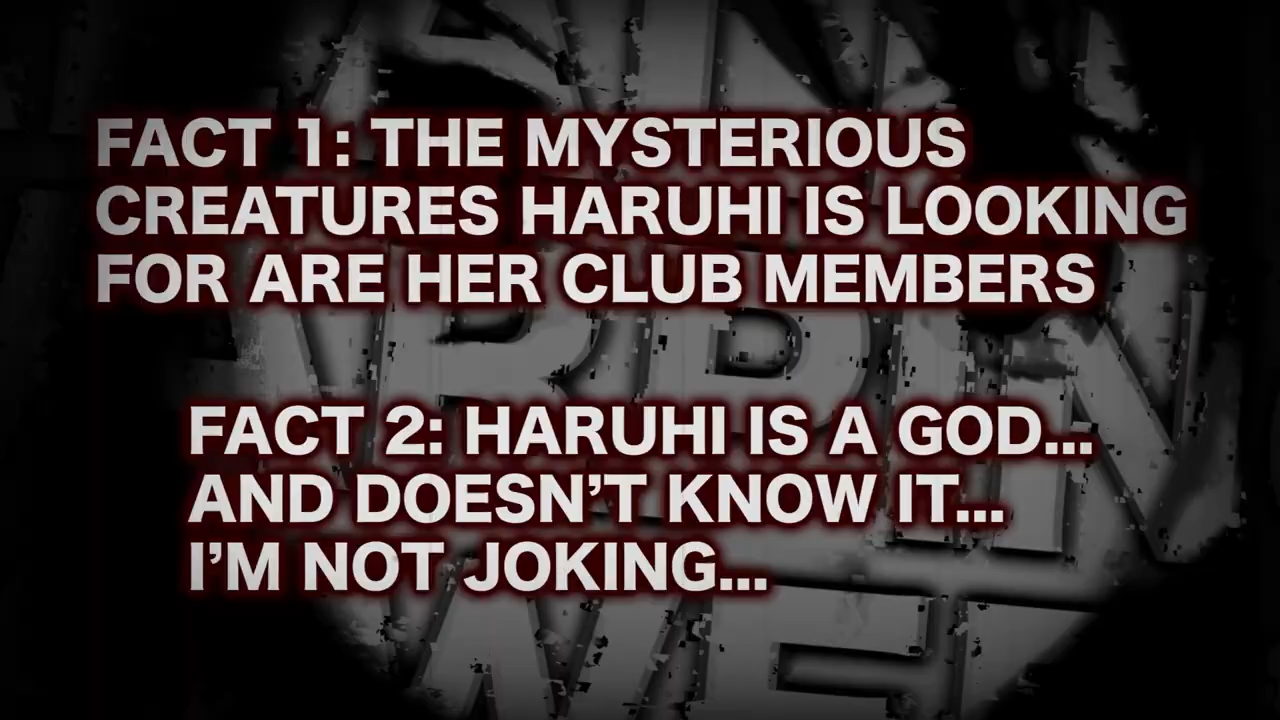 FACT 1: THE MYSTERIOUS
CREATURES HARUHI IS LOOKING
FOR ARE HER CLUB MEMBERS
FACT 2: HARUHI IS A GOD...
AND DOESN’T KNOW IT...
I’M NOT JOKING...